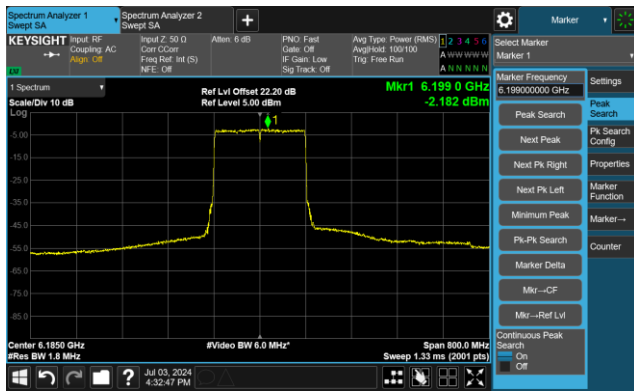 Spectrum Analyzer 1
Swept SA
Spectrum Analyzer 2
Swept SA
Marker
KEYSIGHT
Input: RF
Coupling: AC
Align: Off
Input Z: 50 Ω
Corr CCorr
Freq Ref: Int (S)
NFE: Off
Atten: 6 dB
PNO: Fast
Gate: Off
IF Gain: Low
Sig Track: Off
Avg Type: Power (RMS)
Avg|Hold: 100/100
Trig: Free Run
1 2 3 4 5 6
A W W W W W
A N N N N N
Select Marker
Marker 1
1 Spectrum
Scale/Div 10 dB
Log
Ref Lvl Offset 22.20 dB
Ref Level 5.00 dBm
Mkr1 6.199 0 GHz
-2.182 dBm
1
-5.00
-15.0
-25.0
-35.0
-45.0
-55.0
-65.0
-75.0
-85.0
Center 6.1850 GHz
#Res BW 1.8 MHz
#Video BW 6.0 MHz*
Span 800.0 MHz
Sweep 1.33 ms (2001 pts)
Marker Frequency
6.199000000 GHz
Peak Search
Next Peak
Next Pk Right
Next Pk Left
Minimum Peak
Pk-Pk Search
Marker Delta
Mkr→CF
Mkr→Ref Lvl
Continuous Peak
Search
On
Off
Settings
Peak
Search
Pk Search
Config
Properties
Marker
Function
Marker→
Counter
?
Jul 03, 2024
4:32:47 PM